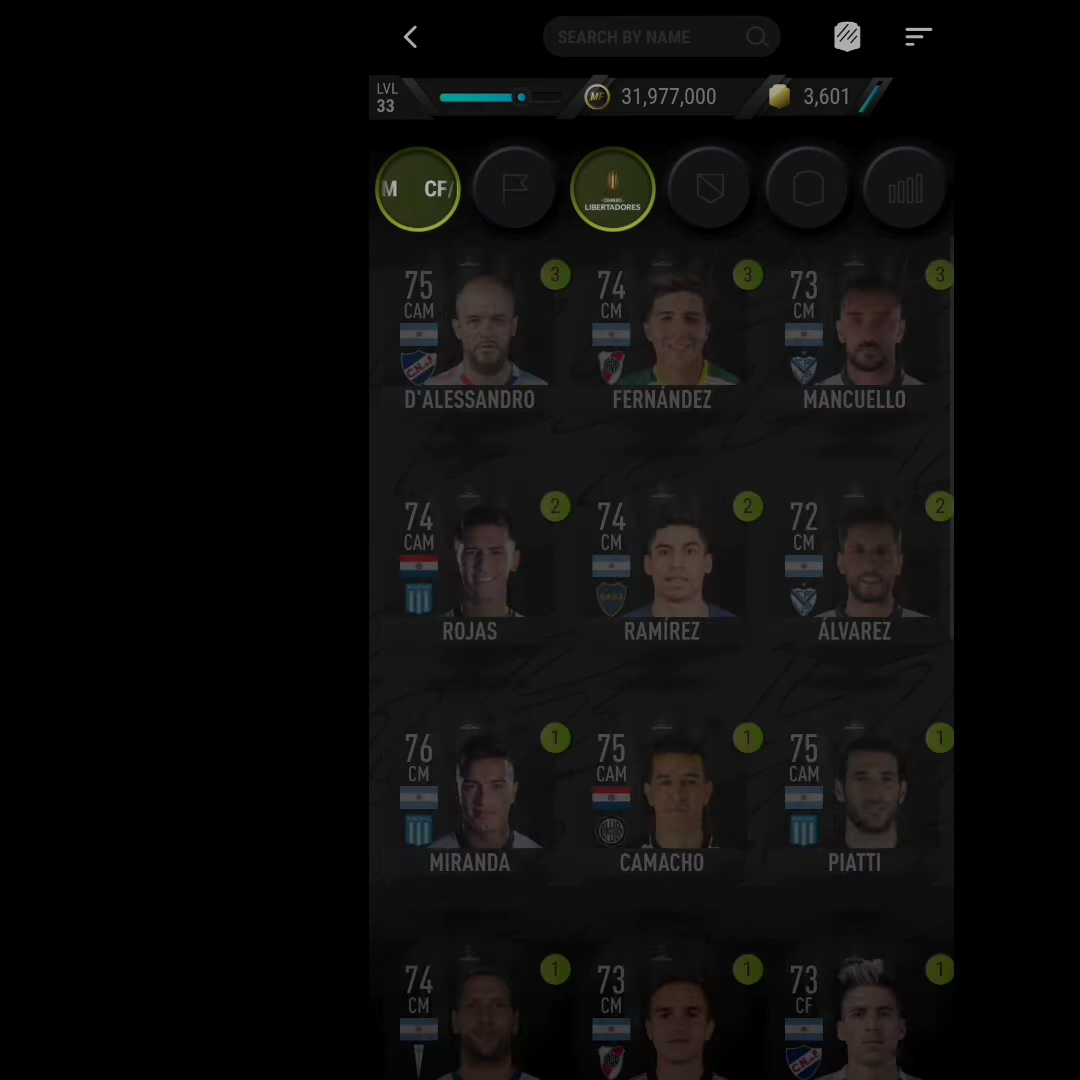 SEARCH BY NAME
LVL
33
MF
31,977,000
3,601
M CF/
CONMEBOL
LIBERTADORES
75
CAM
3
D'ALESSANDRO
74
CM
3
FERNÁNDEZ
73
CM
3
MANCUELLO
74
CAM
2
ROJAS
74
CM
2
RAMÍREZ
72
CM
2
ÁLVAREZ
76
CM
1
MIRANDA
75
CAM
1
CAMACHO
75
CAM
1
PIATTI
74
CM
1
73
CM
1
73
CF
1